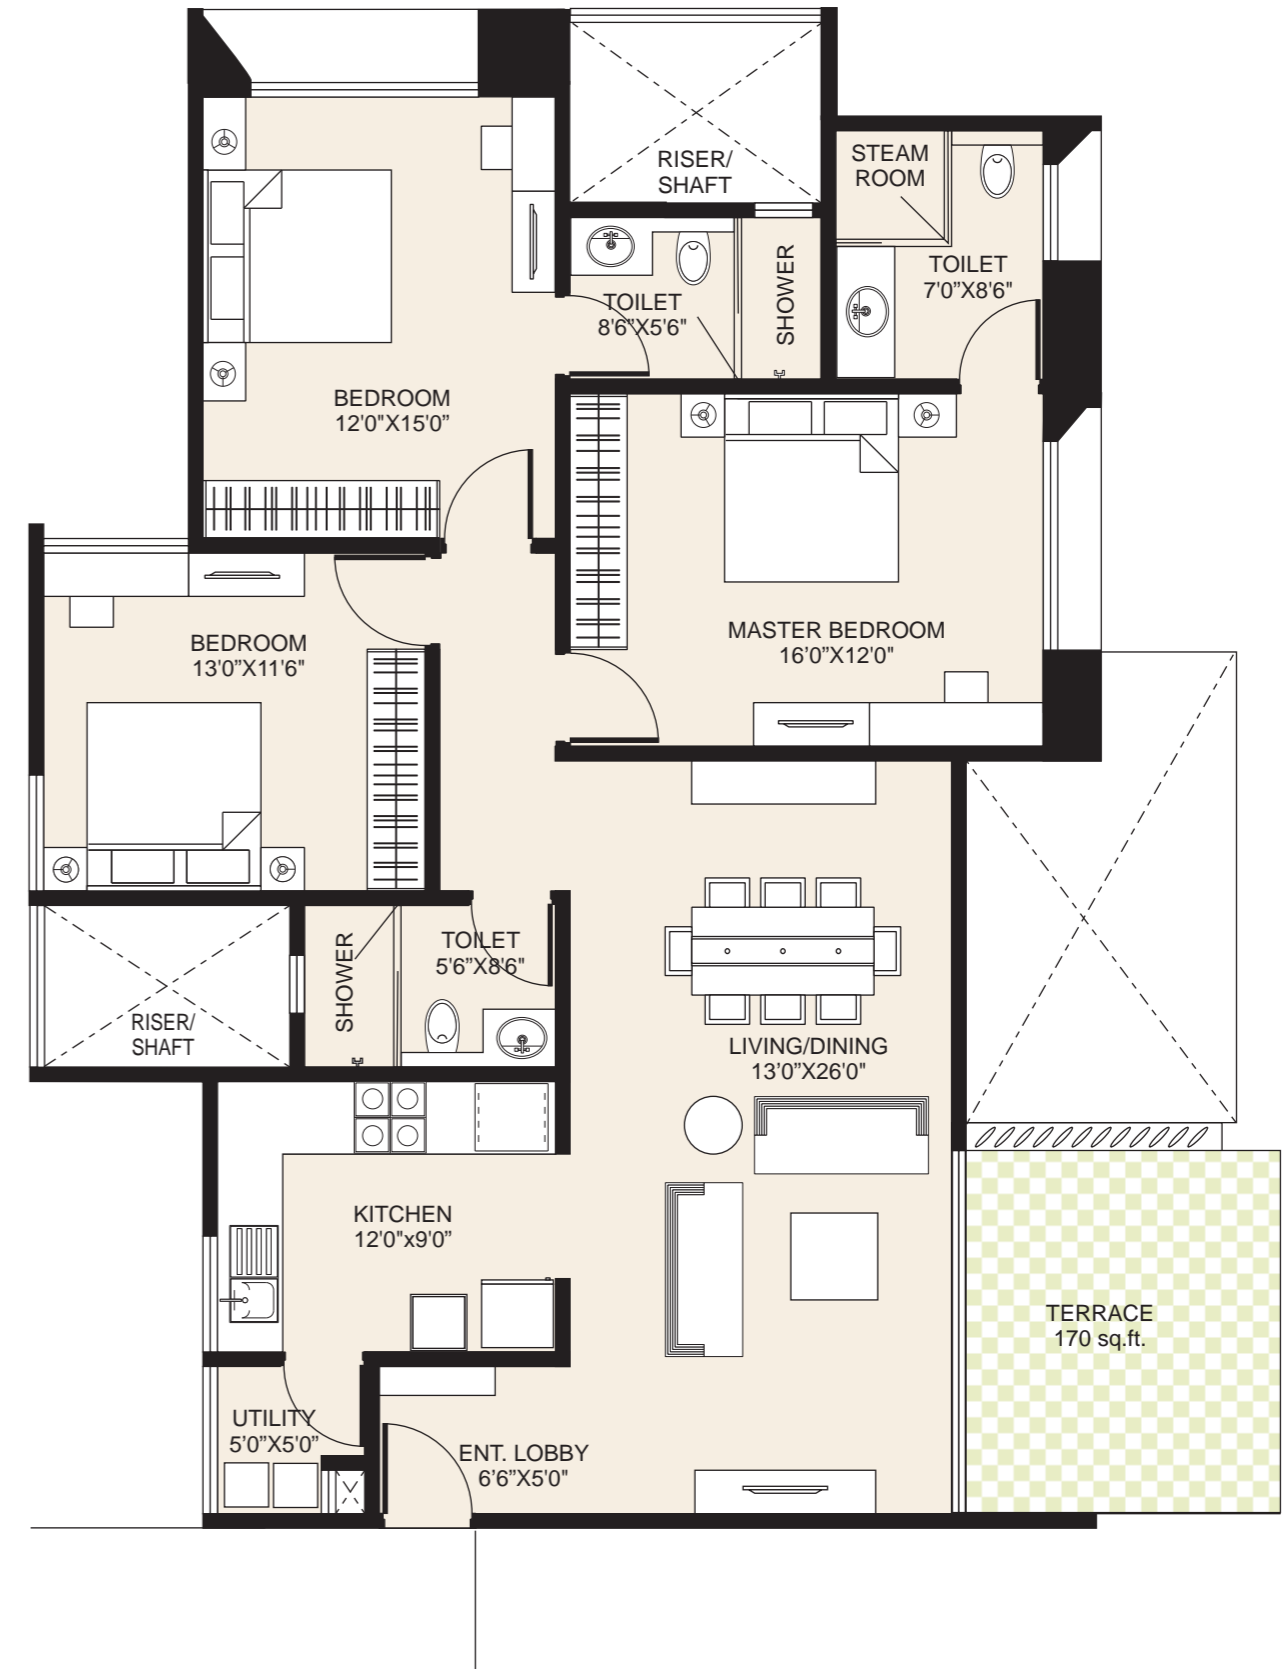 RISER/
SHAFT
STEAM
ROOM
TOILET
7'0”X8'6"
SHOWER
TOILET
8'6”X5'6"
BEDROOM
12'0"X15'0”
MASTER BEDROOM
16’0”X12'0"
BEDROOM
13'0”X11'6"
SHOWER
TOILET
5'6”X8'6"
RISER/
SHAFT
LIVING/DINING
13'0”X26'0"
KITCHEN
12'0"x9'0”
TERRACE
170 sq.ft.
UTILITY
5'0”X5'0”
ENT. LOBBY
6'6”X5'0"